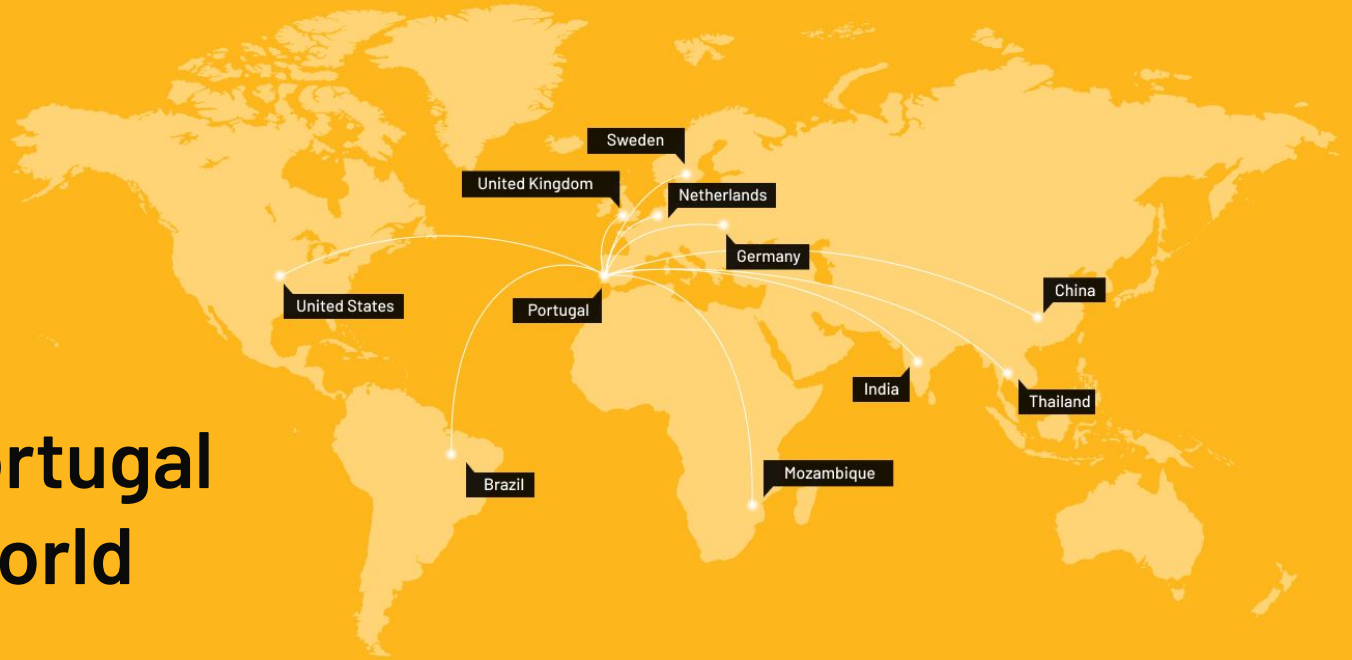 Sweden
United Kingdom
Netherlands
Germany
China
United States
Portugal
India
Thailand
rtugal
Mozambique
Brazil
orld